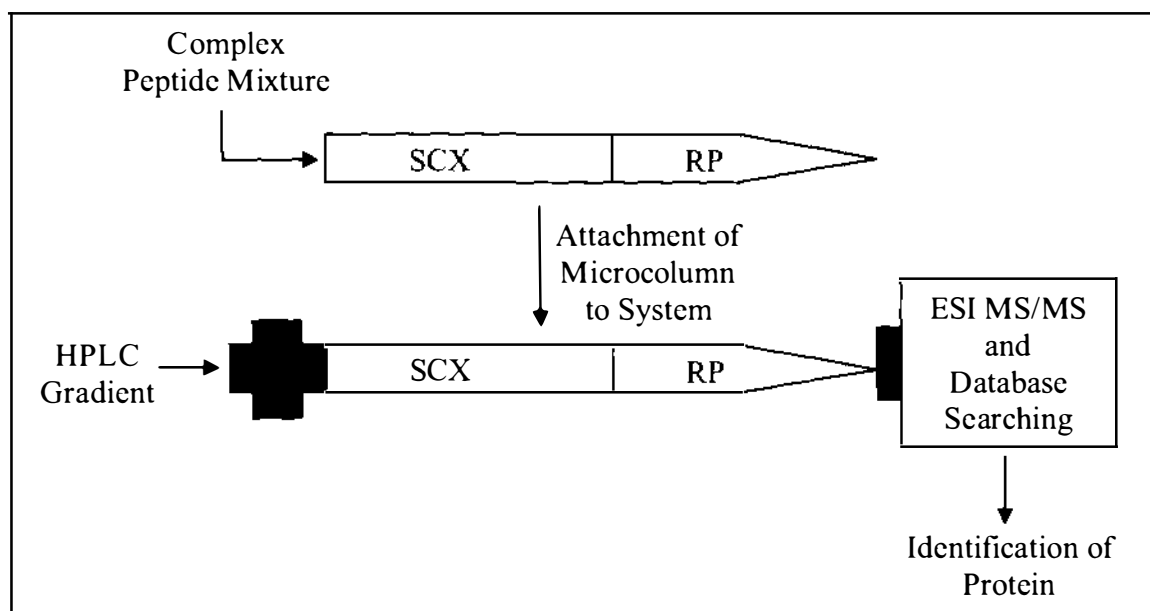 Complex
Peptide Mixture
SCX
RP
Attachment of
Microcolumn
to System
HPLC
Gradient
SCX
RP
ESI MS/MS
and
Database
Searching
Identification of
Protein